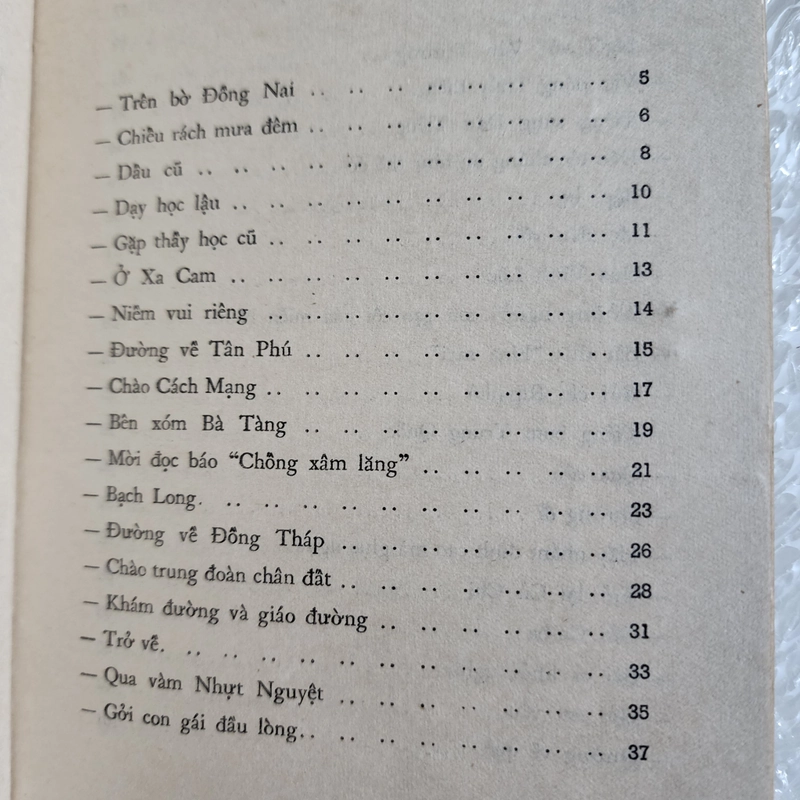 — Trên bờ Đồng Nai .. .. .. .. .. .. .. .. 5
— Chiều rách mưa đêm .. .. .. .. .. .. .. .. 6
— Dầu cũ .. .. .. .. .. .. .. .. .. .. .. 8
— Dạy học lậu .. .. .. .. .. .. .. .. .. .. 10
— Gặp thầy học cũ .. .. .. .. .. .. .. .. .. 11
— Ở Xa Cam .. .. .. .. .. .. .. .. .. .. 13
— Niềm vui riêng .. .. .. .. .. .. .. .. .. 14
— Đường về Tân Phú .. .. .. .. .. .. .. .. 15
— Chào Cách Mạng .. .. .. .. .. .. .. .. .. 17
— Bên xóm Bà Tàng .. .. .. .. .. .. .. .. 19
— Mời đọc báo “Chống xâm lăng” .. .. .. .. .. 21
— Bạch Long. .. .. .. .. .. .. .. .. .. .. 23
— Đường về Đồng Tháp .. .. .. .. .. .. .. 26
— Chào trung đoàn chân đất .. .. .. .. .. .. .. 28
— Khám đường và giáo đường .. .. .. .. .. .. 31
— Trở về. .. .. .. .. .. .. .. .. .. .. .. 33
— Qua vàm Nhựt Nguyệt .. .. .. .. .. .. .. 35
— Gởi con gái đầu lòng.. .. .. .. .. .. .. .. 37